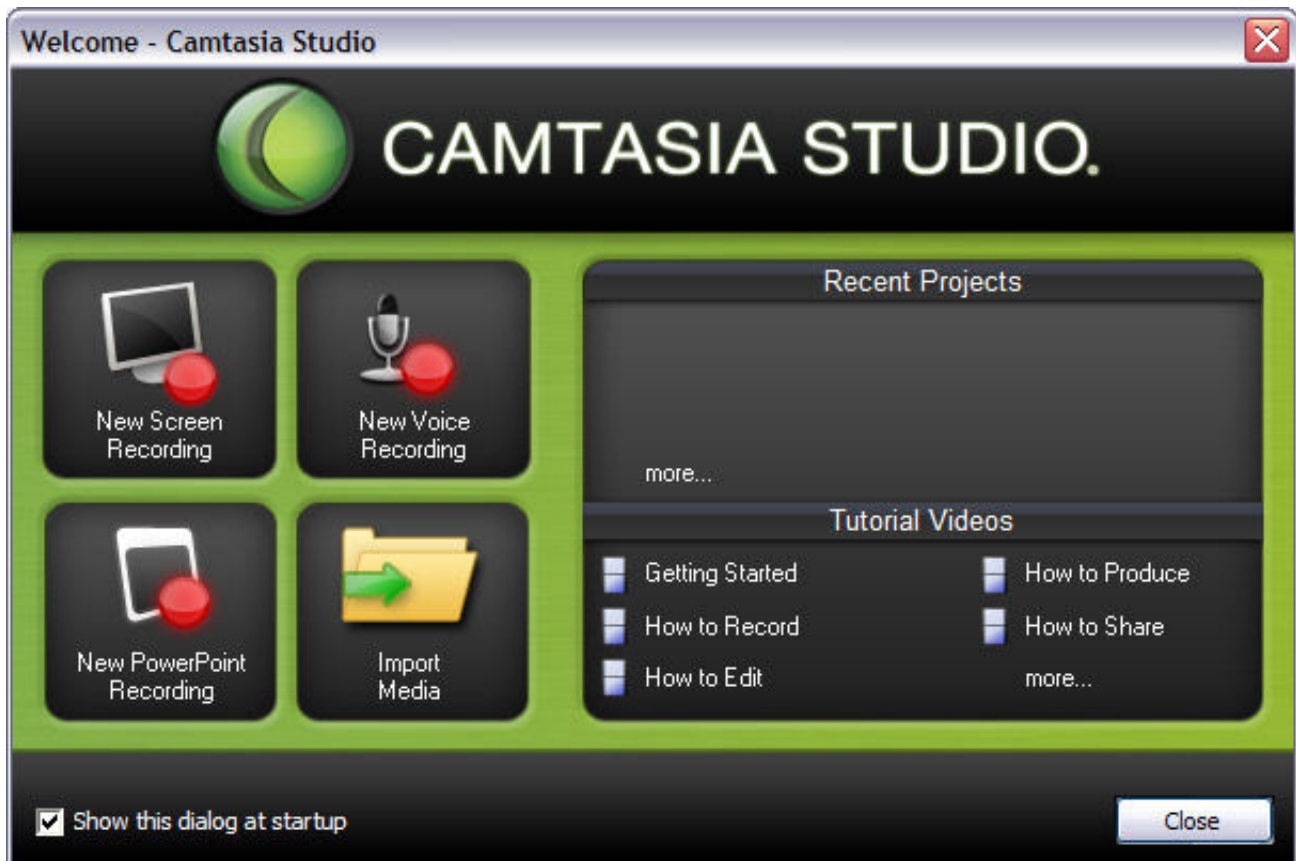 Welcome - Camtasia Studio
CAMTASIA STUDIO.
New Screen
Recording
New Voice
Recording
New PowerPoint
Recording
Import
Media
Recent Projects
more...
Tutorial Videos
Getting Started
How to Produce
How to Record
How to Share
How to Edit
more...
Show this dialog at startup
Close